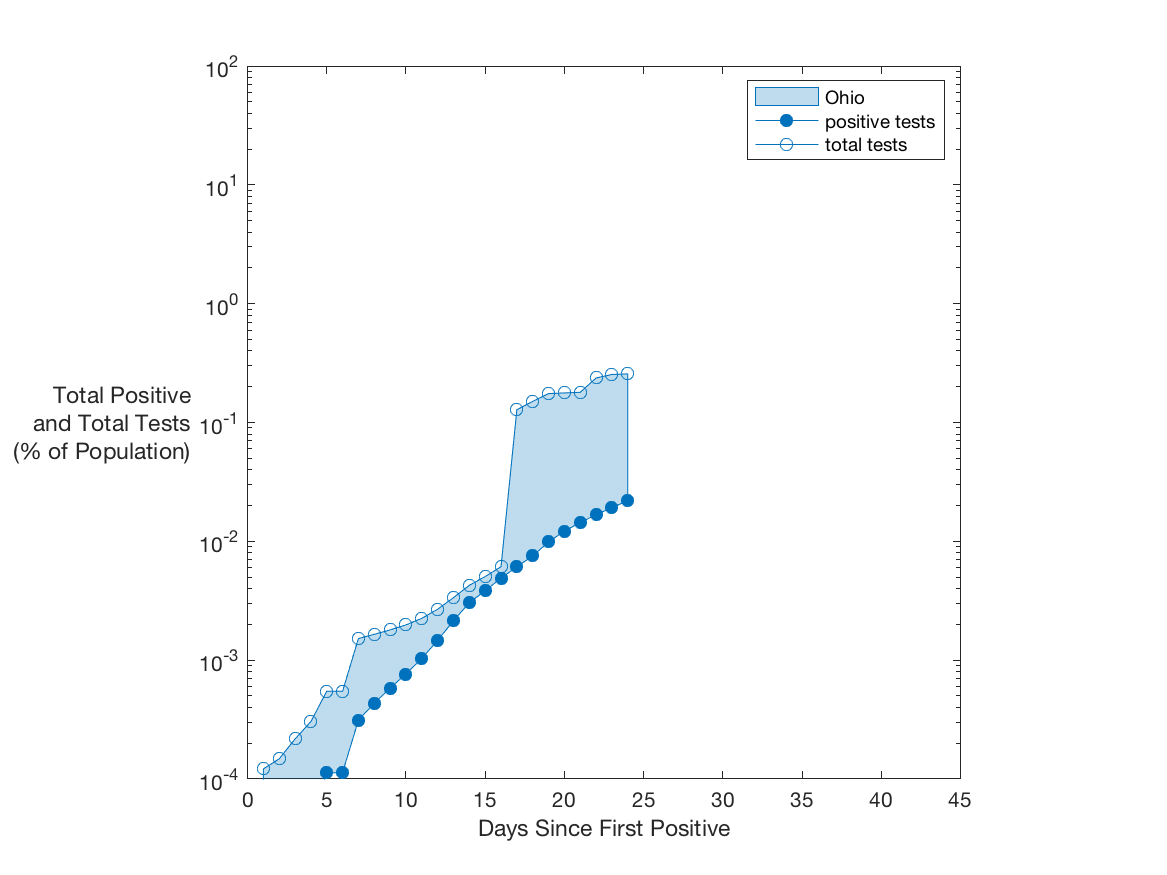 10^2
10^1
10^0
10^-1
10^-2
10^-3
10^-4
Total Positive
and Total Tests
(% of Population)
Ohio
positive tests
total tests
0 5 10 15 20 25 30 35 40 45
Days Since First Positive